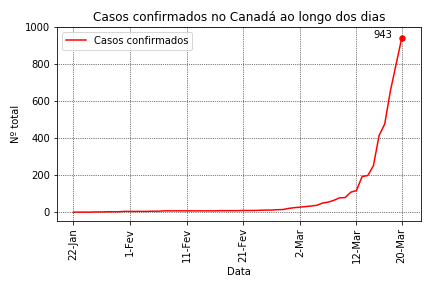 Casos confirmados no Canadá ao longo dos dias
Casos confirmados
943
Nº total
1000
800
600
400
200
0
22-Jan
1-Fev
11-Fev
21-Fev
2-Mar
12-Mar
20-Mar
Data